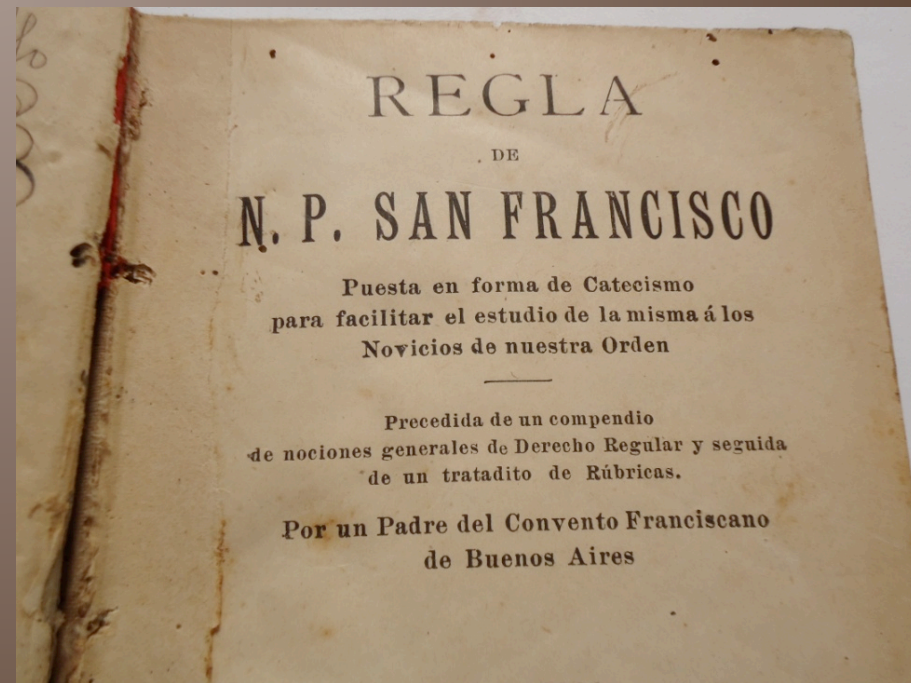 REGLA
DE
N. P. SAN FRANCISCO
Puesta en forma de Catecismo
para facilitar el estudio de la misma á los
Novicios de nuestra Orden
Precedida de un compendio
de nociones generales de Derecho Regular y seguida
de un tratadito de Rúbricas.
Por un Padre del Convento Franciscano
de Buenos Aires